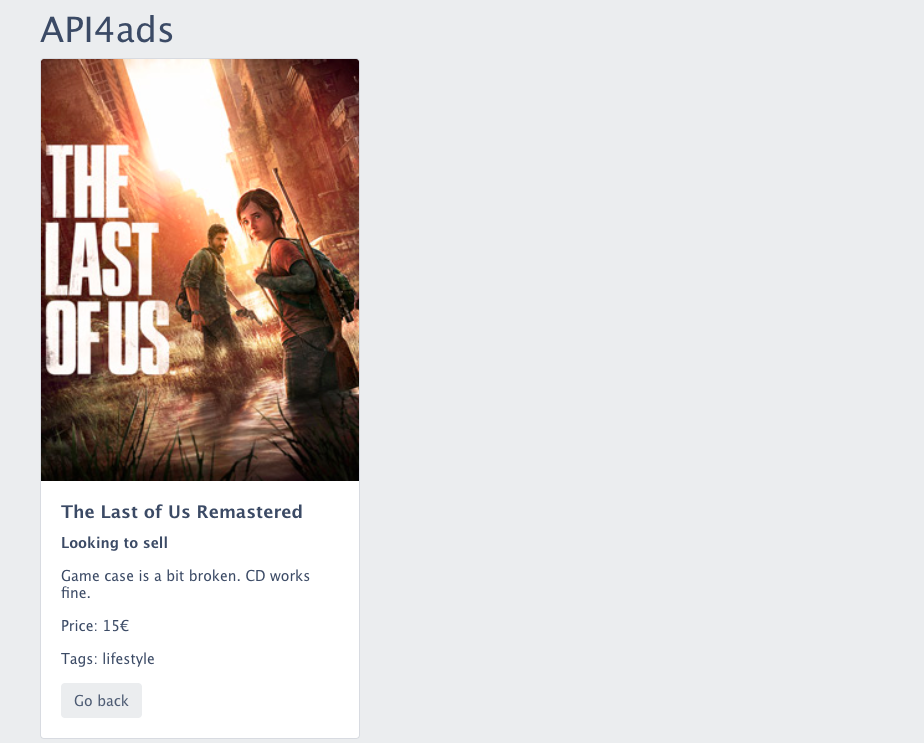 API4ads
THE
LAST
OF US
The Last of Us Remastered
Looking to sell
Game case is a bit broken. CD works
fine.
Price: 15€
Tags: lifestyle
Go back